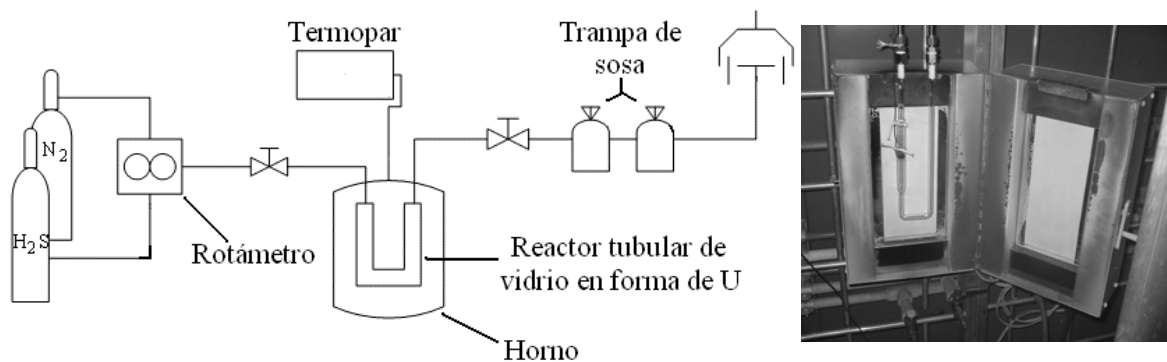 Termopar
Trampa de
sosa
N2
H2S
Rotámetro
Reactor tubular de
vidrio en forma de U
Horno